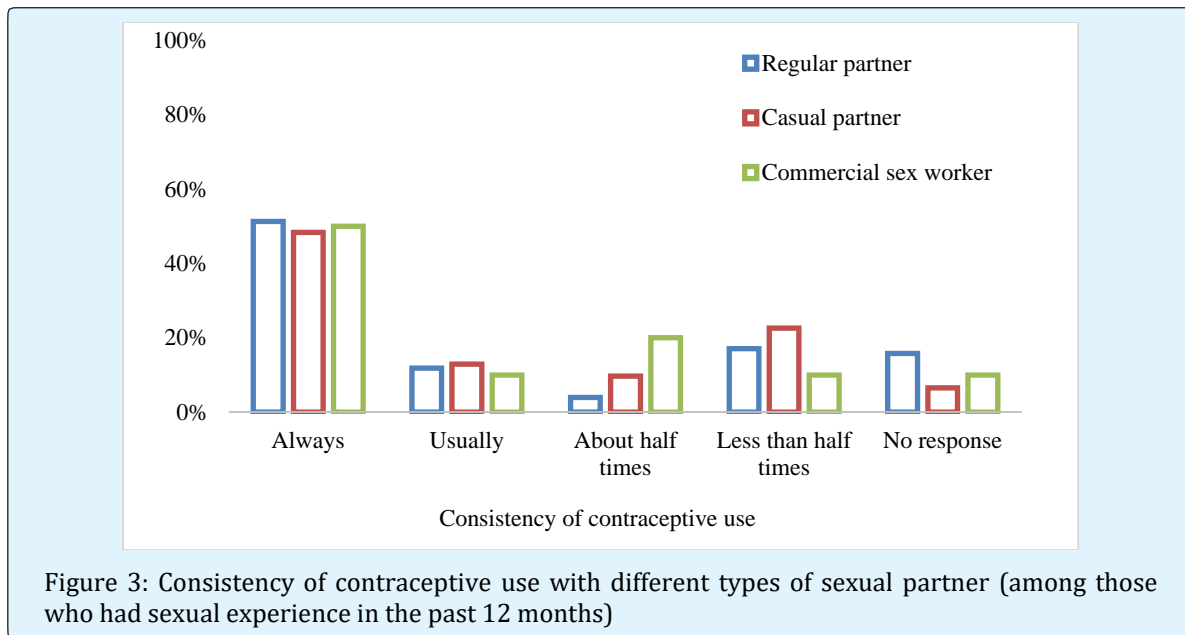 100%
80%
60%
40%
20%
0%
Regular partner
Casual partner
Commercial sex worker
Always
Usually
About half
times
Less than half
times
No response
Consistency of contraceptive use
Figure 3: Consistency of contraceptive use with different types of sexual partner (among those
who had sexual experience in the past 12 months)